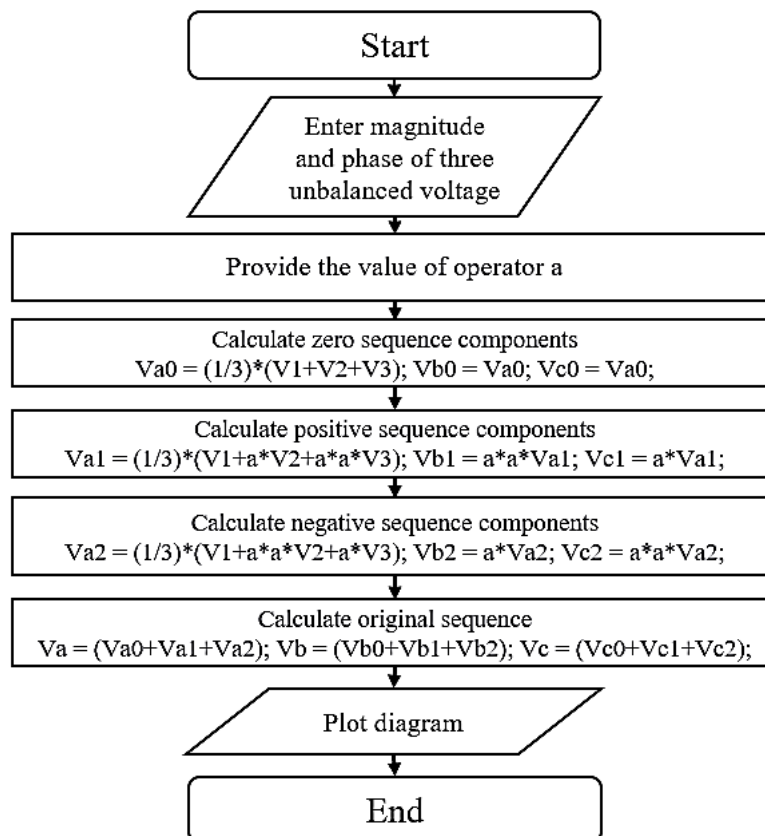 Start
Enter magnitude
and phase of three
unbalanced voltage
Provide the value of operator a
Calculate zero sequence components
Va0 = (1/3)*(V1+V2+V3); Vb0 = Va0; Vc0 = Va0;
Calculate positive sequence components
Va1 = (1/3)*(V1+a*V2+a*a*V3); Vb1 = a*a*Va1; Vc1 = a*Va1;
Calculate negative sequence components
Va2 = (1/3)*(V1+a*a*V2+a*V3); Vb2 = a*Va2; Vc2 = a*a*Va2;
Calculate original sequence
Va = (Va0+Va1+Va2); Vb = (Vb0+Vb1+Vb2); Vc = (Vc0+Vc1+Vc2);
Plot diagram
End